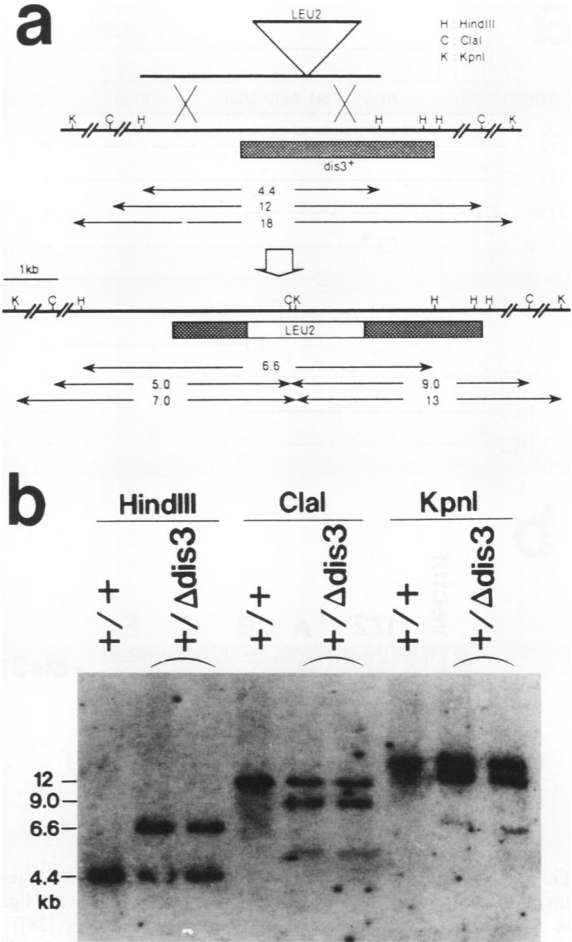 a
LEU2
H : HindIII
C : ClaI
K : KpnI
K C H H H H C K
dis3+
4.4
12
18
1kb
K C H CK H H H C K
LEU2
6.6
5.0 9.0
7.0 13
b
HindIII ClaI KpnI
+/+ +/Δdis3 +/+ +/Δdis3 +/+ +/Δdis3
12
9.0
6.6
4.4
kb